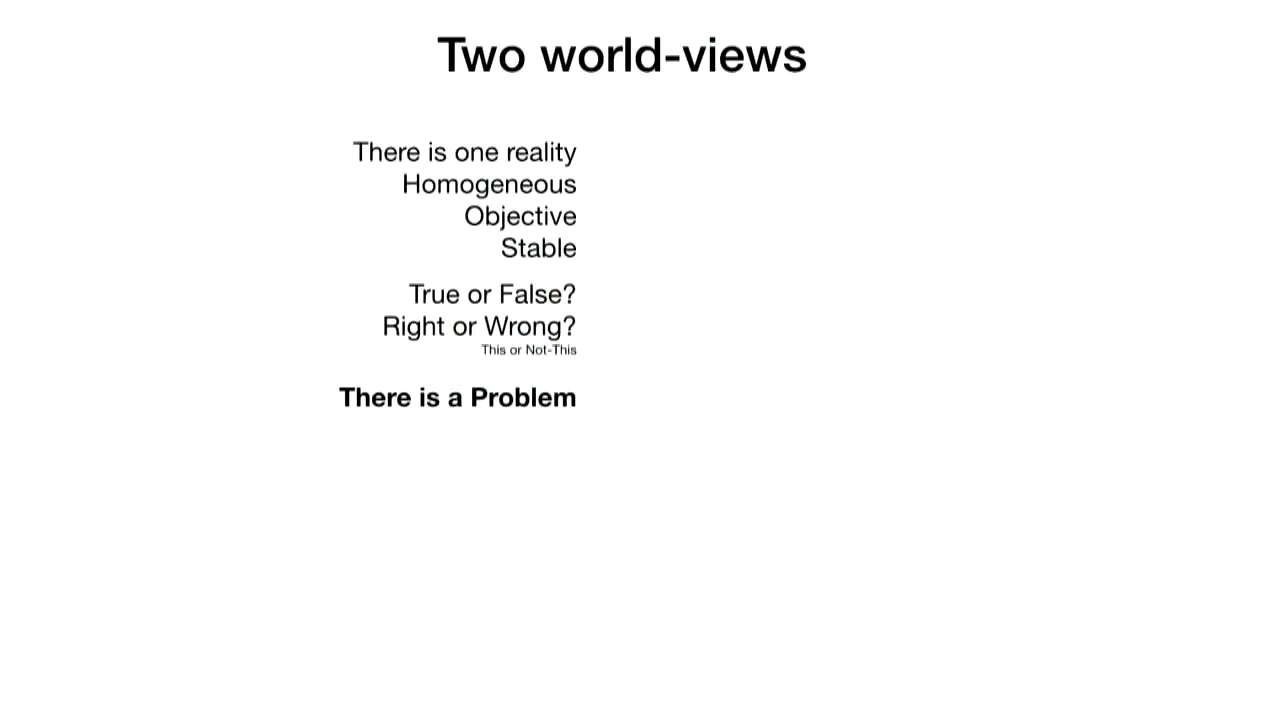 Two world-views
There is one reality
Homogeneous
Objective
Stable
True or False?
Right or Wrong?
This or Not-This
There is a Problem